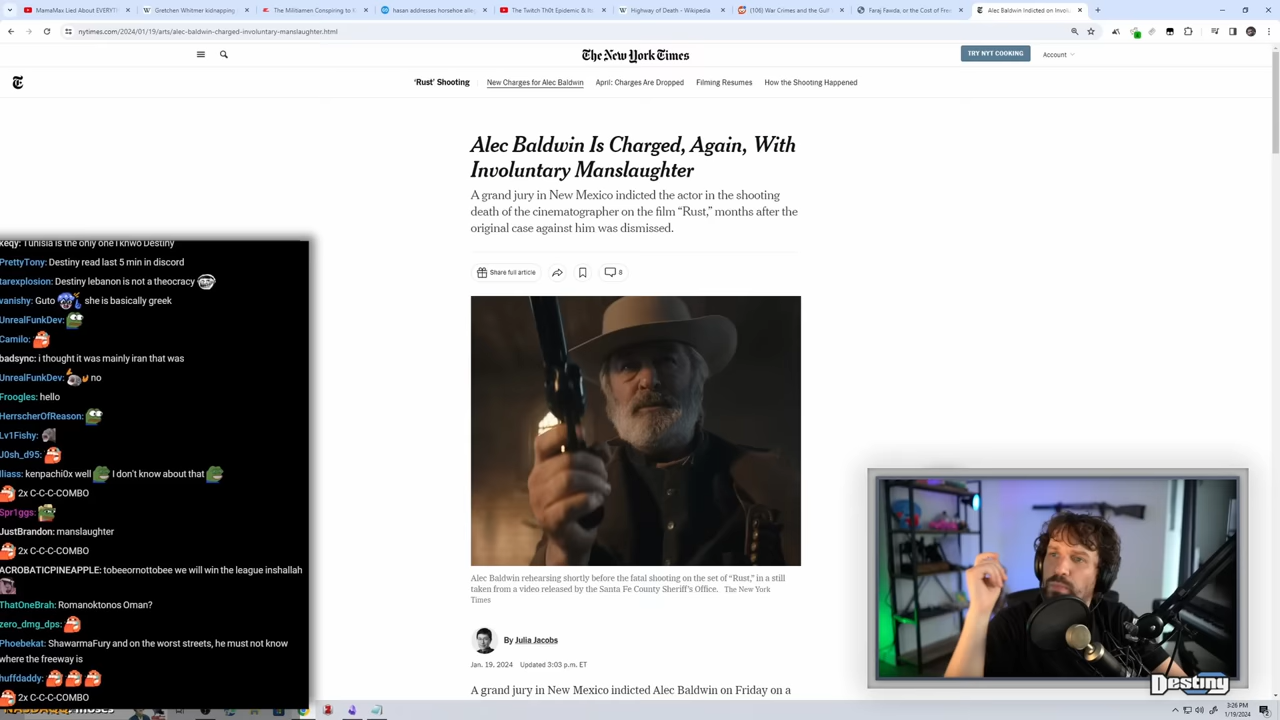 MamaMax Lied About EVERYT
Gretchen Whitmer kidnapping
The Militiamen Conspiring to
hasan addresses horsehoe alle
The Twitch Th0t Epidemic & Its
Highway of Death - Wikipedia
(106) War Crimes and the Gulf
Faraj Fawda, or the Cost of Free
Alec Baldwin Indicted on Invol
nytimes.com/2024/01/19/arts/alec-baldwin-charged-involuntary-manslaughter.html
The New York Times
TRY NYT COOKING
Account
'Rust' Shooting
New Charges for Alec Baldwin
April: Charges Are Dropped
Filming Resumes
How the Shooting Happened
Alec Baldwin Is Charged, Again, With
Involuntary Manslaughter
A grand jury in New Mexico indicted the actor in the shooting
death of the cinematographer on the film "Rust," months after the
original case against him was dismissed.
Share full article
8
Alec Baldwin rehearsing shortly before the fatal shooting on the set of "Rust," in a still
taken from a video released by the Santa Fe County Sheriff's Office. The New York
Times
By Julia Jacobs
Jan. 19, 2024 Updated 3:03 p.m. ET
A grand jury in New Mexico indicted Alec Baldwin on Friday on a
keqy: Tunisia is the only one i knwo Destiny
PrettyTony: Destiny read last 5 min in discord
tarexplosion: Destiny lebanon is not a theocracy
vanishy: Guto she is basically greek
UnrealFunkDev:
Camilo:
badsync: i thought it was mainly iran that was
UnrealFunkDev: no
Froogles: hello
HerrscherOfReason:
Lv1Fishy:
J0sh_d95:
Iliass: kenpachi0x well I don't know about that
2x C-C-C-COMBO
Spr1ggs:
JustBrandon: manslaughter
2x C-C-C-COMBO
ACROBATICPINEAPPLE: tobeeornottobee we will win the league inshallah
ThatOneBrah: Romanoktonos Oman?
zero_dmg_dps:
Phoebekat: ShawarmaFury and on the worst streets, he must not know
where the freeway is
huffdaddy:
2x C-C-C-COMBO
Destiny
3:26 PM
1/19/2024